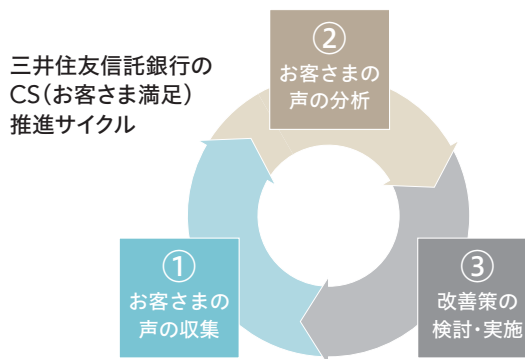 三井住友信託銀行の
CS（お客さま満足）
推進サイクル
②
お客さまの
声の分析
①
お客さまの
声の収集
③
改善策の
検討・実施